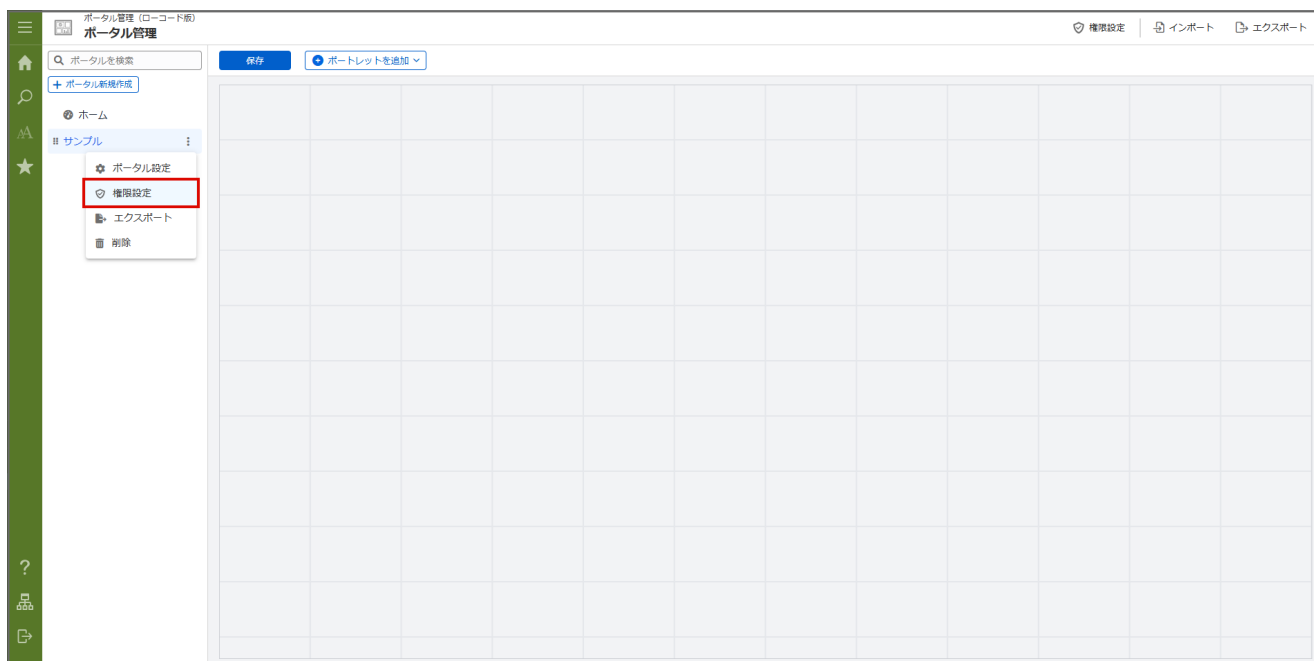 ポータル管理（ローコード版）
ポータル管理
権限設定
インポート
エクスポート
ポータルを検索
保存
ポートレットを追加
ポータル新規作成
ホーム
サンプル
ポータル設定
権限設定
エクスポート
削除